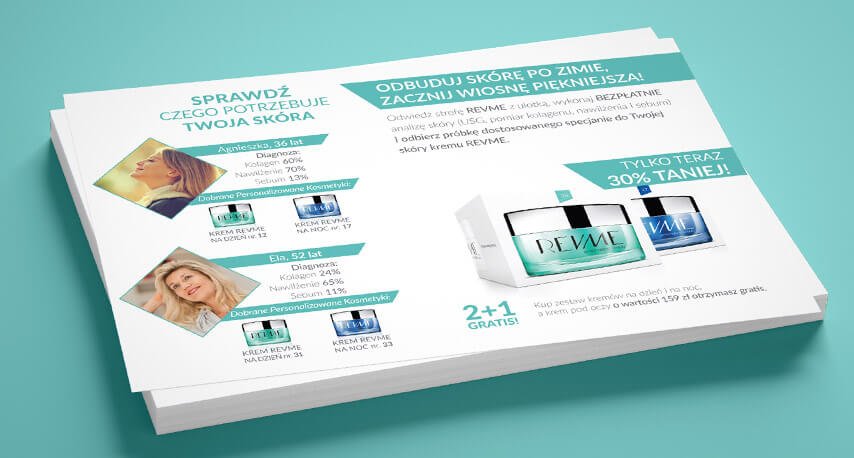 SPRAWDŹ
CZEGO POTRZEBUJE
TWOJA SKÓRA
Agnieszka, 36 lat
Diagnoza:
Kolagen 60%
Nawilżenie 70%
Sebum 13%
Dobrane Personalizowane Kosmetyki:
REVME
REVME
KREM REVME
NA DZIEŃ nr. 12
KREM REVME
NA NOC nr. 17
Ela, 52 lat
Diagnoza:
Kolagen 24%
Nawilżenie 65%
Sebum 11%
Dobrane Personalizowane Kosmetyki:
KREM REVME
NA DZIEŃ nr. 31
KREM REVME
NA NOC nr. 33
ODBUDUJ SKÓRĘ PO ZIMIE,
ZACZNIJ WIOSNĘ PIĘKNIEJSZA!
Odwiedź strefę REVME z ulotką, wykonaj BEZPŁATNIE
analizę skóry (USG, pomiar kolagenu, nawilżenia i sebum)
i odbierz próbkę dostosowanego specjanie do Twojej
skóry kremu REVME.
TYLKO TERAZ
30% TANIEJ!
REVME
2+1
GRATIS!
Kup zestaw kremów na dzień i na noc,
a krem pod oczy o wartości 159 zł otrzymasz gratis.